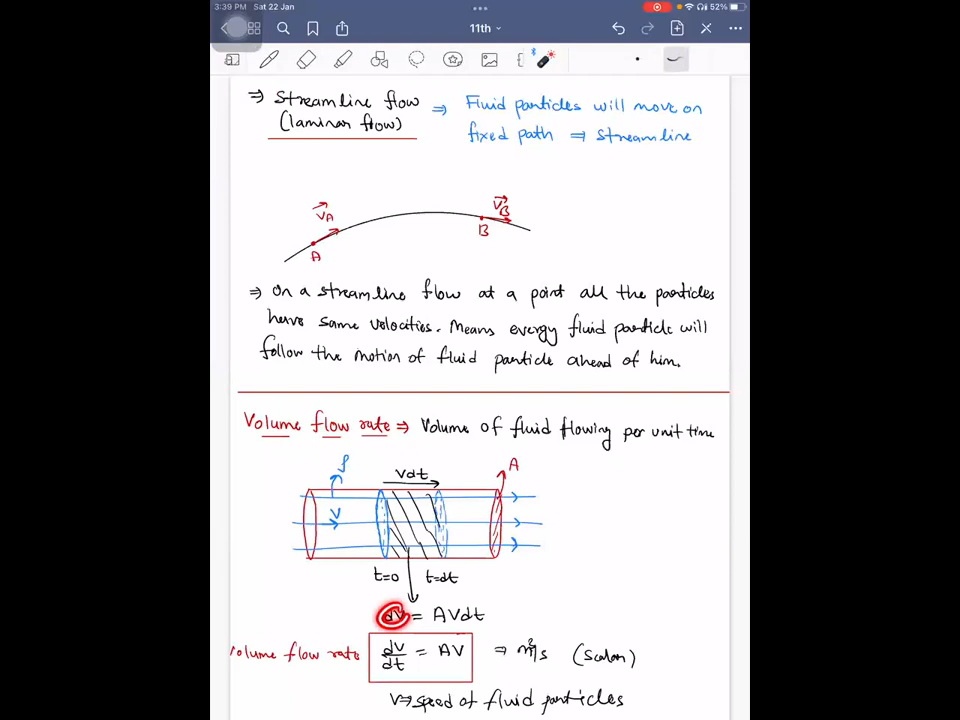 3:39 PM Sat 22 Jan
52%
11th
⇒ Streamline flow ⇒ Fluid particles will move on
(laminar flow) fixed path ⇒ streamline
V⃗A
V⃗B
A
B
⇒ On a streamline flow at a point all the particles
have same velocities. Means evergy fluid particle will
follow the motion of fluid particle ahead of him.
Volume flow rate ⇒ Volume of fluid flowing per unit time
ρ
Vdt
A
V
t=0 t=dt
dV = AVdt
Volume flow rate dv/dt = AV ⇒ m³/s (Scalar)
V⇒speed of fluid particles